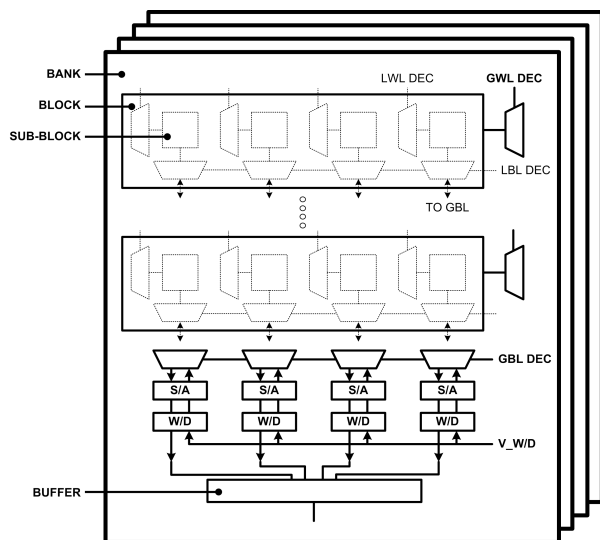 BANK
LWL DEC
GWL DEC
BLOCK
SUB-BLOCK
LBL DEC
TO GBL
GBL DEC
S/A S/A S/A S/A
W/D W/D W/D W/D
V_W/D
BUFFER